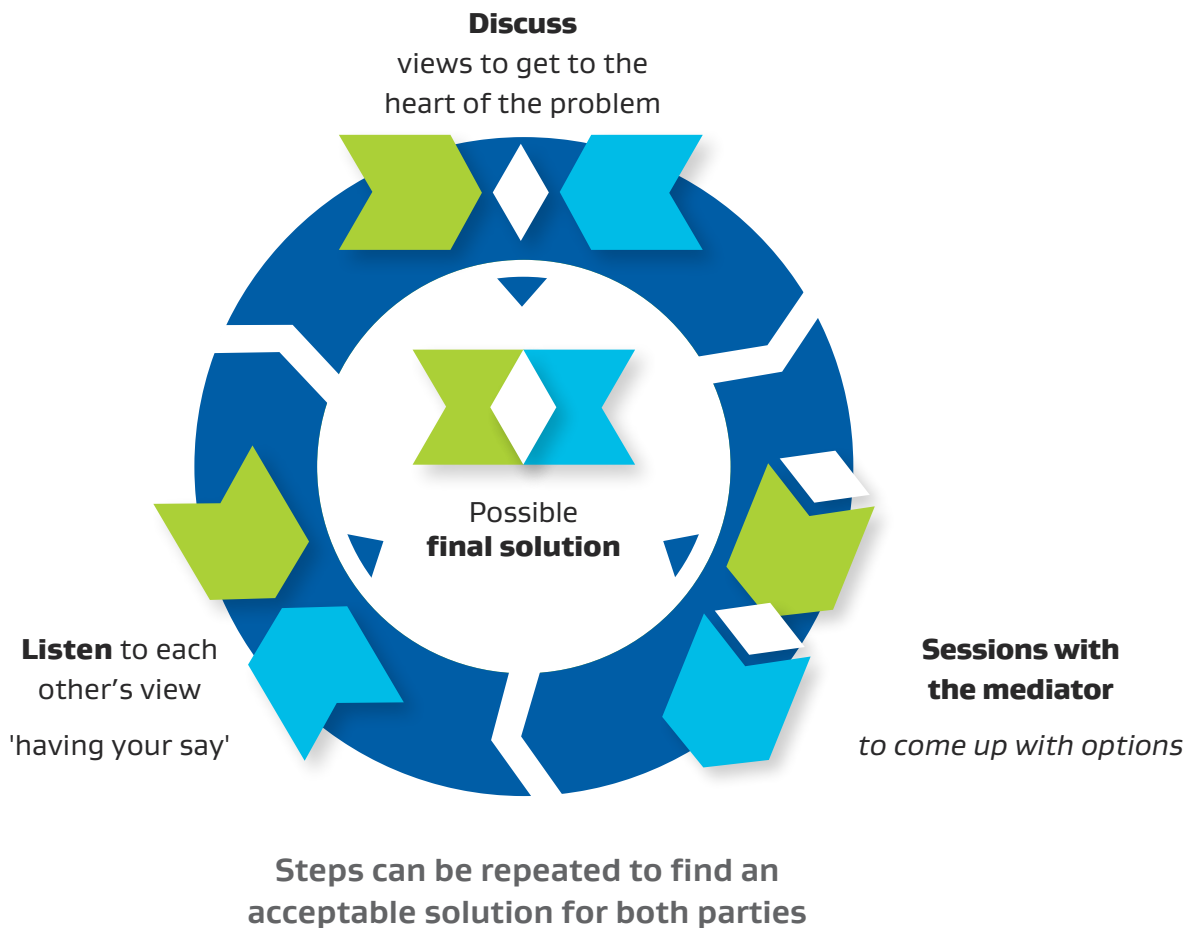 Discuss
views to get to the
heart of the problem
Possible
final solution
Listen to each
other’s view
'having your say'
Sessions with
the mediator
to come up with options
Steps can be repeated to find an
acceptable solution for both parties